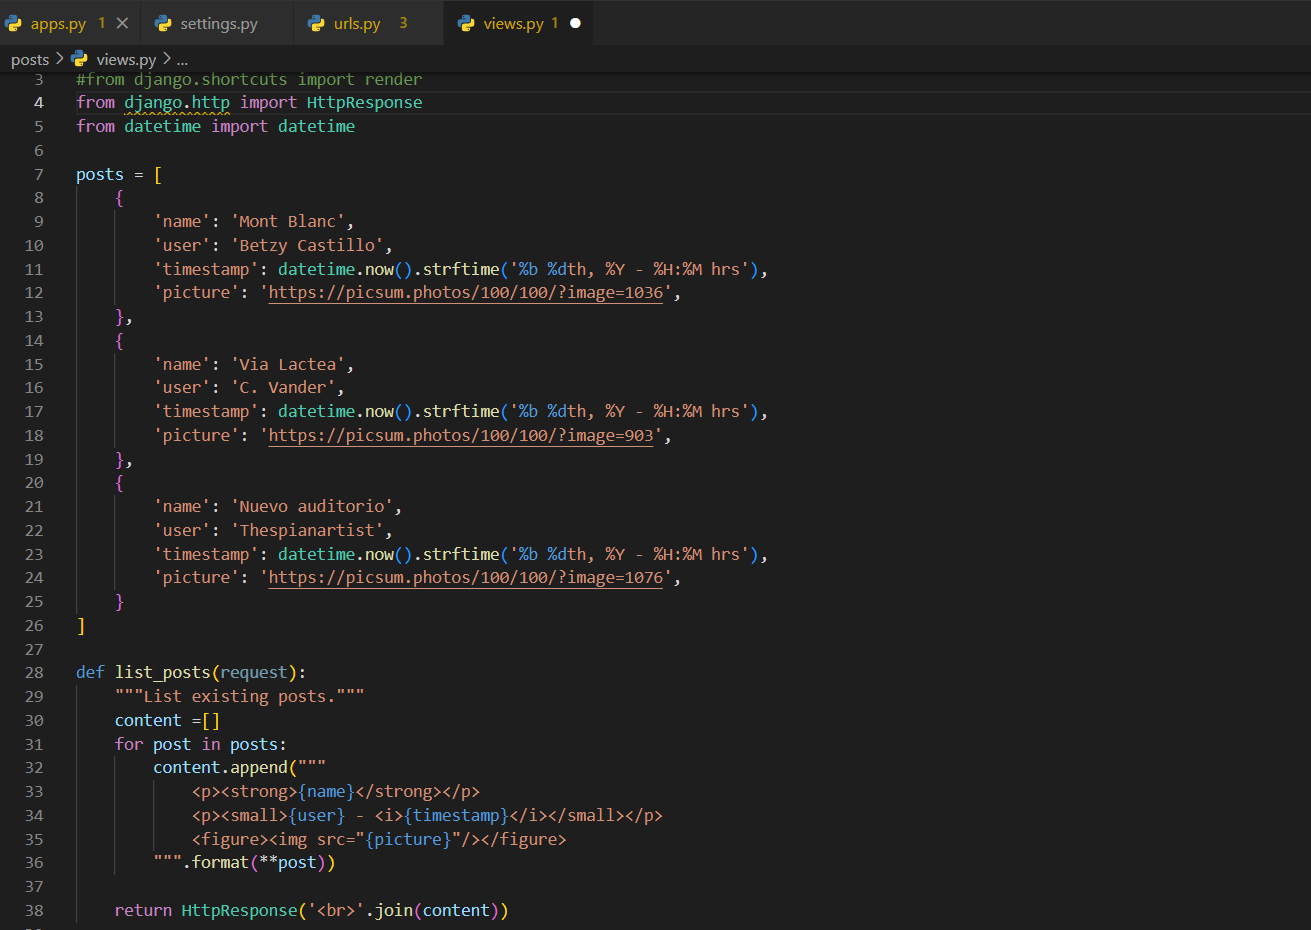 apps.py 1 settings.py urls.py 3 views.py 1
posts > views.py > ...
3 #from django.shortcuts import render
4 from django.http import HttpResponse
5 from datetime import datetime
6
7 posts = [
8     {
9         'name': 'Mont Blanc',
10         'user': 'Betzy Castillo',
11         'timestamp': datetime.now().strftime('%b %dth, %Y - %H:%M hrs'),
12         'picture': 'https://picsum.photos/100/100/?image=1036',
13     },
14     {
15         'name': 'Via Lactea',
16         'user': 'C. Vander',
17         'timestamp': datetime.now().strftime('%b %dth, %Y - %H:%M hrs'),
18         'picture': 'https://picsum.photos/100/100/?image=903',
19     },
20     {
21         'name': 'Nuevo auditorio',
22         'user': 'Thespianartist',
23         'timestamp': datetime.now().strftime('%b %dth, %Y - %H:%M hrs'),
24         'picture': 'https://picsum.photos/100/100/?image=1076',
25     }
26 ]
27
28 def list_posts(request):
29     """List existing posts."""
30     content =[]
31     for post in posts:
32         content.append("""
33             <p><strong>{name}</strong></p>
34             <p><small>{user} - <i>{timestamp}</i></small></p>
35             <figure><img src="{picture}"/></figure>
36         """.format(**post))
37
38     return HttpResponse('<br>'.join(content))